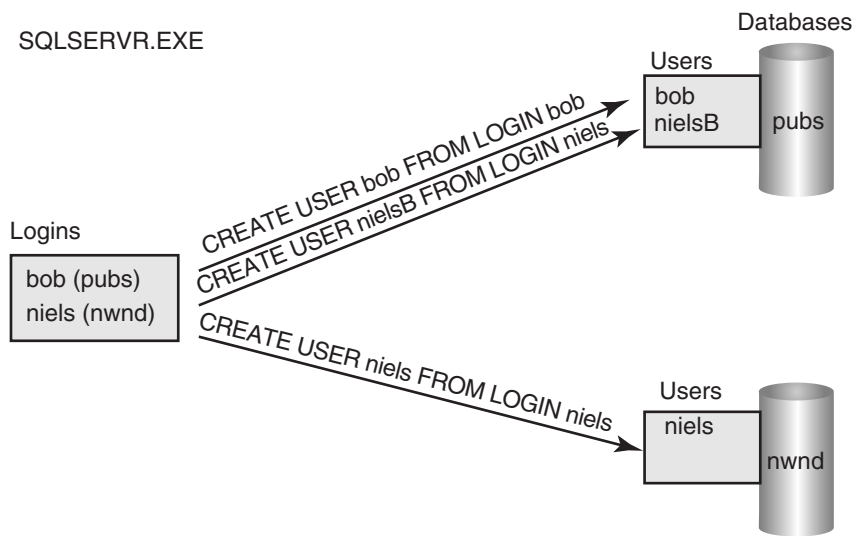 SQLSERVR.EXE
Databases
Users
bob
nielsB
pubs
CREATE USER bob FROM LOGIN bob
CREATE USER nielsB FROM LOGIN niels
Logins
bob (pubs)
niels (nwnd)
CREATE USER niels FROM LOGIN niels
Users
niels
nwnd